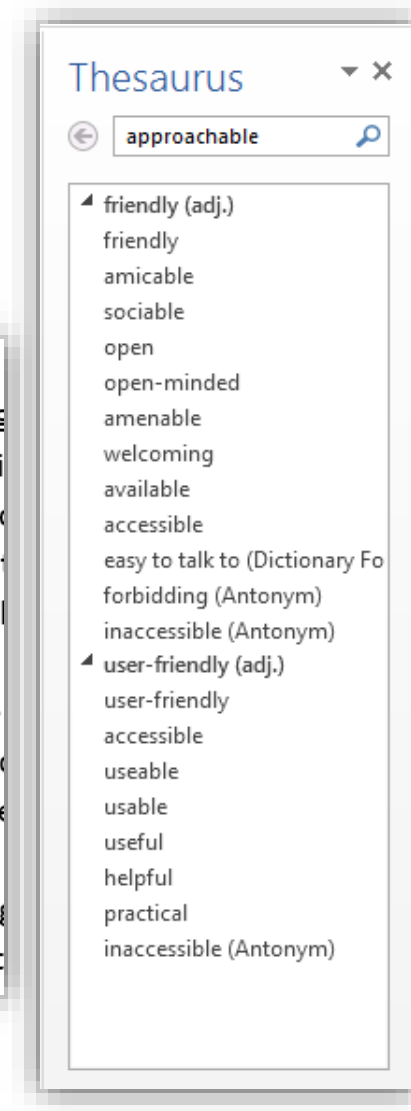 Thesaurus
approachable
friendly (adj.)
friendly
amicable
sociable
open
open-minded
amenable
welcoming
available
accessible
easy to talk to (Dictionary Fo
forbidding (Antonym)
inaccessible (Antonym)
user-friendly (adj.)
user-friendly
accessible
useable
usable
useful
helpful
practical
inaccessible (Antonym)